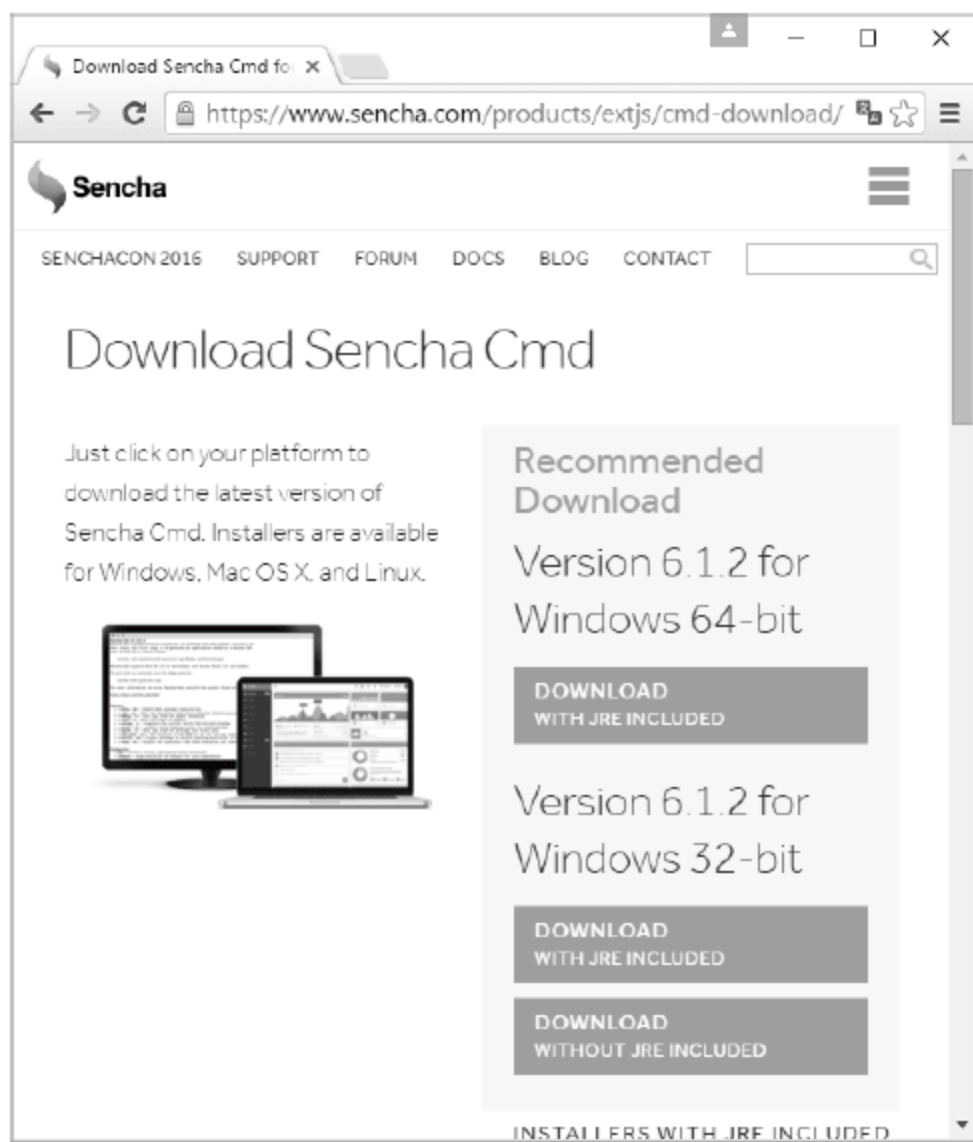 Download Sencha Cmd fo
https://www.sencha.com/products/extjs/cmd-download/
Sencha
SENCHACON 2016 SUPPORT FORUM DOCS BLOG CONTACT
Download Sencha Cmd
Just click on your platform to
download the latest version of
Sencha Cmd. Installers are available
for Windows, Mac OS X, and Linux.
Recommended
Download
Version 6.1.2 for
Windows 64-bit
DOWNLOAD
WITH JRE INCLUDED
Version 6.1.2 for
Windows 32-bit
DOWNLOAD
WITH JRE INCLUDED
DOWNLOAD
WITHOUT JRE INCLUDED
INSTALLERS WITH JRE INCLUDED